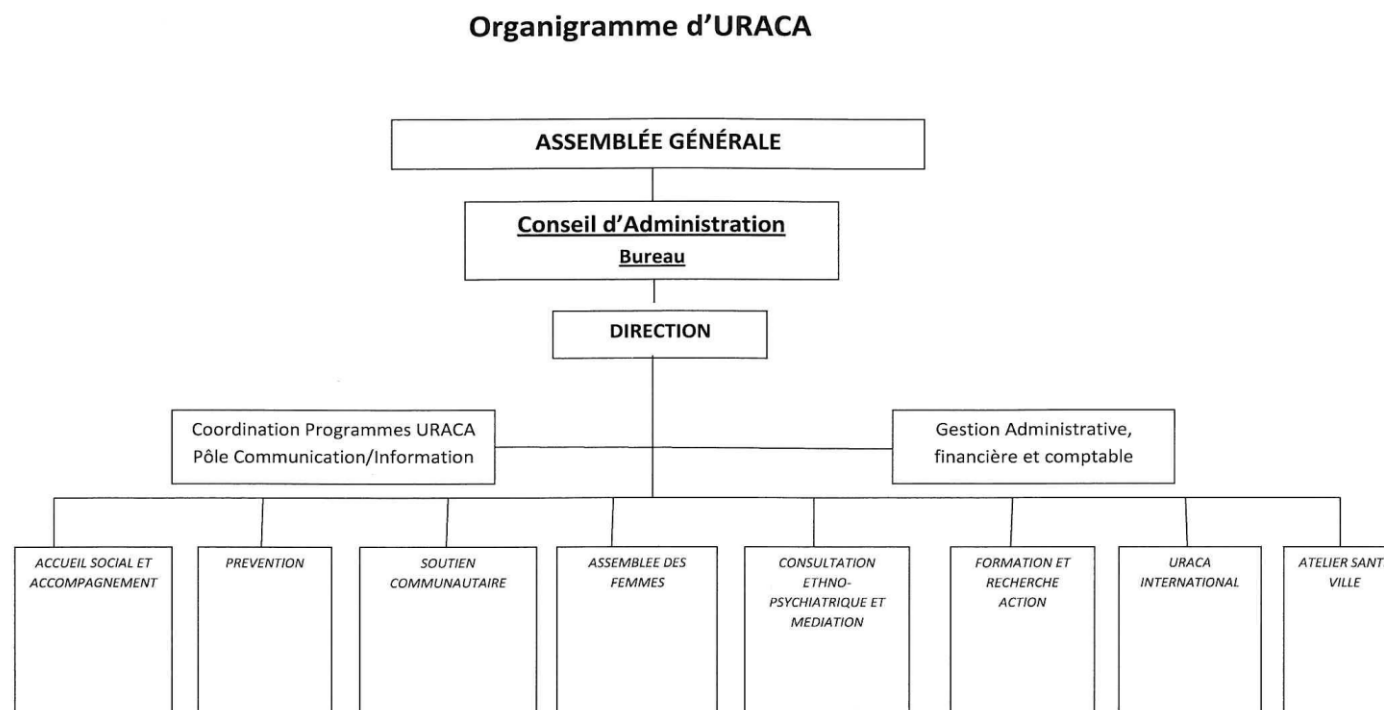 Organigramme d'URACA
ASSEMBLÉE GÉNÉRALE
Conseil d'Administration
Bureau
DIRECTION
Coordination Programmes URACA
Pôle Communication/Information
Gestion Administrative,
financière et comptable
ACCUEIL SOCIAL ET
ACCOMPAGNEMENT
PREVENTION
SOUTIEN
COMMUNAUTAIRE
ASSEMBLEE DES
FEMMES
CONSULTATION
ETHNO-
PSYCHIATRIQUE ET
MEDIATION
FORMATION ET
RECHERCHE
ACTION
URACA
INTERNATIONAL
ATELIER
VILLE